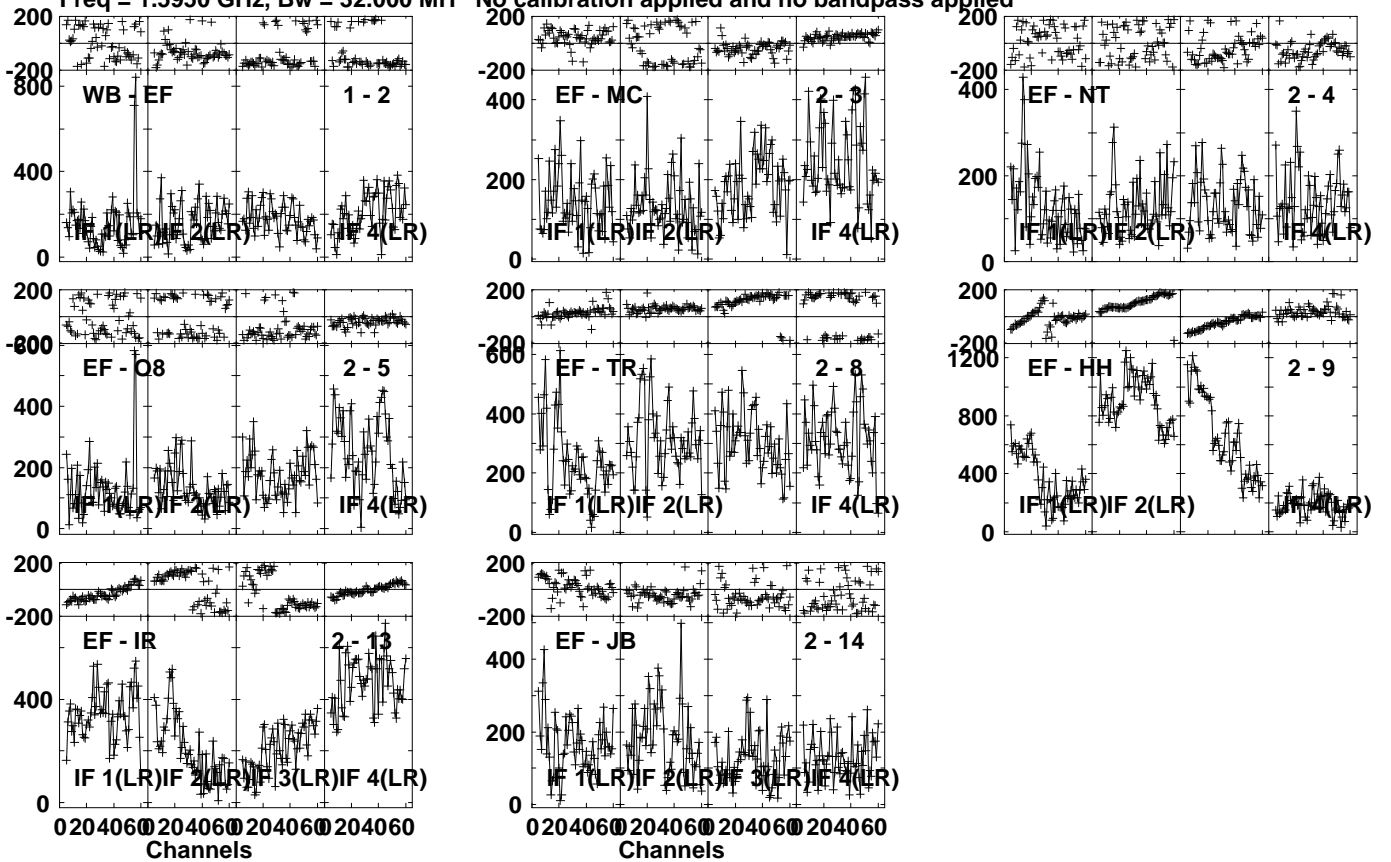 Freq = 1.5950 GHz, Bw = 32.000 MH No calibration applied and no bandpass applied
200
-200
800
400
0
WB - EF
1 - 2
IF 1(LR)
IF 2(LR)
IF 4(LR)
200
-200
400
200
0
EF - MC
2 - 3
IF 1(LR)
IF 2(LR)
IF 4(LR)
200
-200
400
200
0
EF - NT
2 - 4
IF 1(LR)
IF 2(LR)
IF 4(LR)
200
-200
600
400
200
0
EF - O8
2 - 5
IF 1(LR)
IF 2(LR)
IF 4(LR)
200
-200
600
400
200
0
EF - TR
2 - 8
IF 1(LR)
IF 2(LR)
IF 4(LR)
200
-200
1200
800
400
0
EF - HH
2 - 9
IF 1(LR)
IF 2(LR)
IF 4(LR)
200
-200
400
0
EF - IR
2 - 13
IF 1(LR)
IF 2(LR)
IF 3(LR)
IF 4(LR)
200
-200
400
200
0
EF - JB
2 - 14
IF 1(LR)
IF 2(LR)
IF 3(LR)
IF 4(LR)
0 20 40 60 0 20 40 60 0 20 40 60 0 20 40 60
Channels
0 20 40 60 0 20 40 60 0 20 40 60 0 20 40 60
Channels